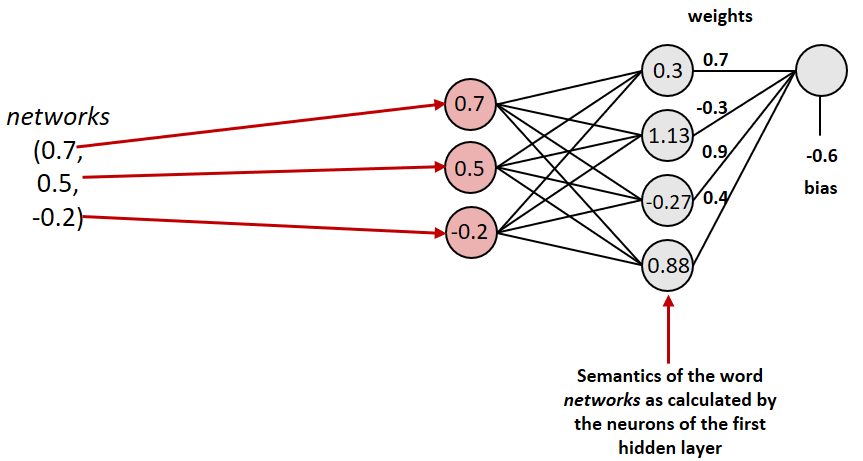 weights
0.7
0.3
networks
0.7
-0.3
(0.7,
1.13
0.9
0.5,
0.5
-0.6
-0.2)
-0.27
0.4
bias
-0.2
0.88
Semantics of the word
networks as calculated by
the neurons of the first
hidden layer